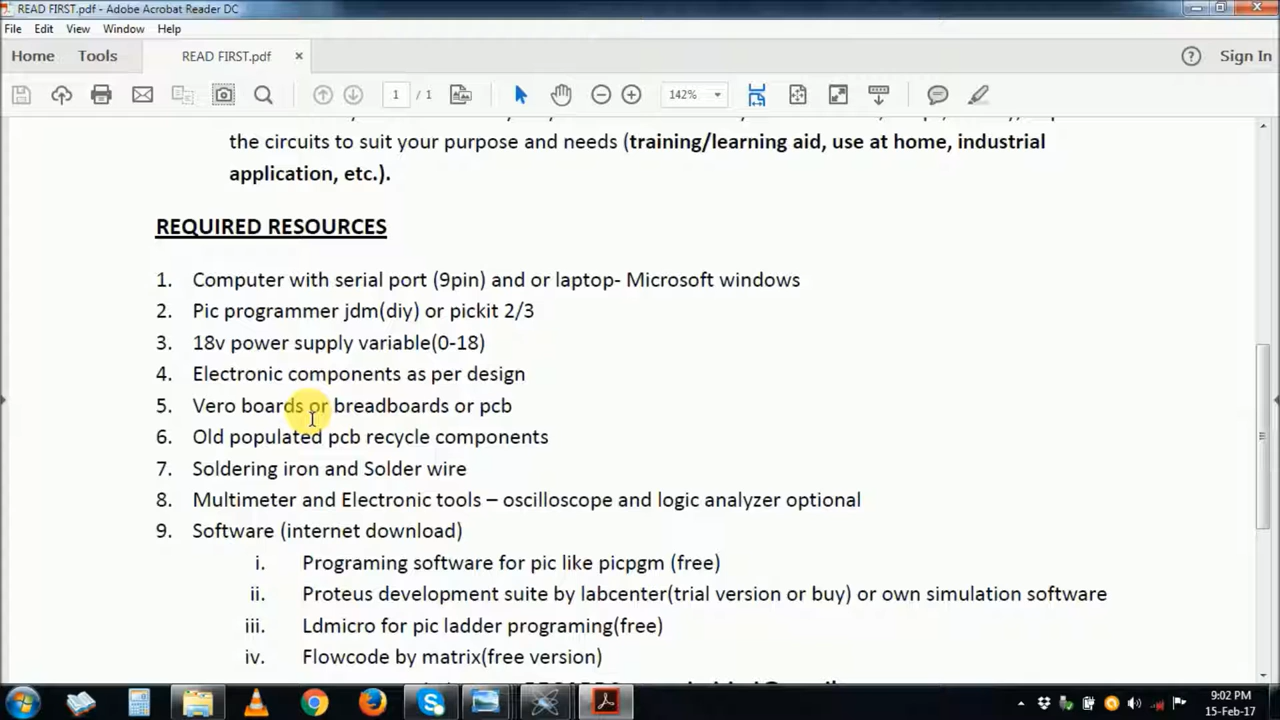 READ FIRST.pdf - Adobe Acrobat Reader DC
File Edit View Window Help
Home Tools READ FIRST.pdf × ? Sign In
1 / 1 142%
the circuits to suit your purpose and needs (training/learning aid, use at home, industrial
application, etc.).
REQUIRED RESOURCES
1. Computer with serial port (9pin) and or laptop- Microsoft windows
2. Pic programmer jdm(diy) or pickit 2/3
3. 18v power supply variable(0-18)
4. Electronic components as per design
5. Vero boards or breadboards or pcb
6. Old populated pcb recycle components
7. Soldering iron and Solder wire
8. Multimeter and Electronic tools – oscilloscope and logic analyzer optional
9. Software (internet download)
i. Programing software for pic like picpgm (free)
ii. Proteus development suite by labcenter(trial version or buy) or own simulation software
iii. Ldmicro for pic ladder programing(free)
iv. Flowcode by matrix(free version)
9:02 PM
15-Feb-17